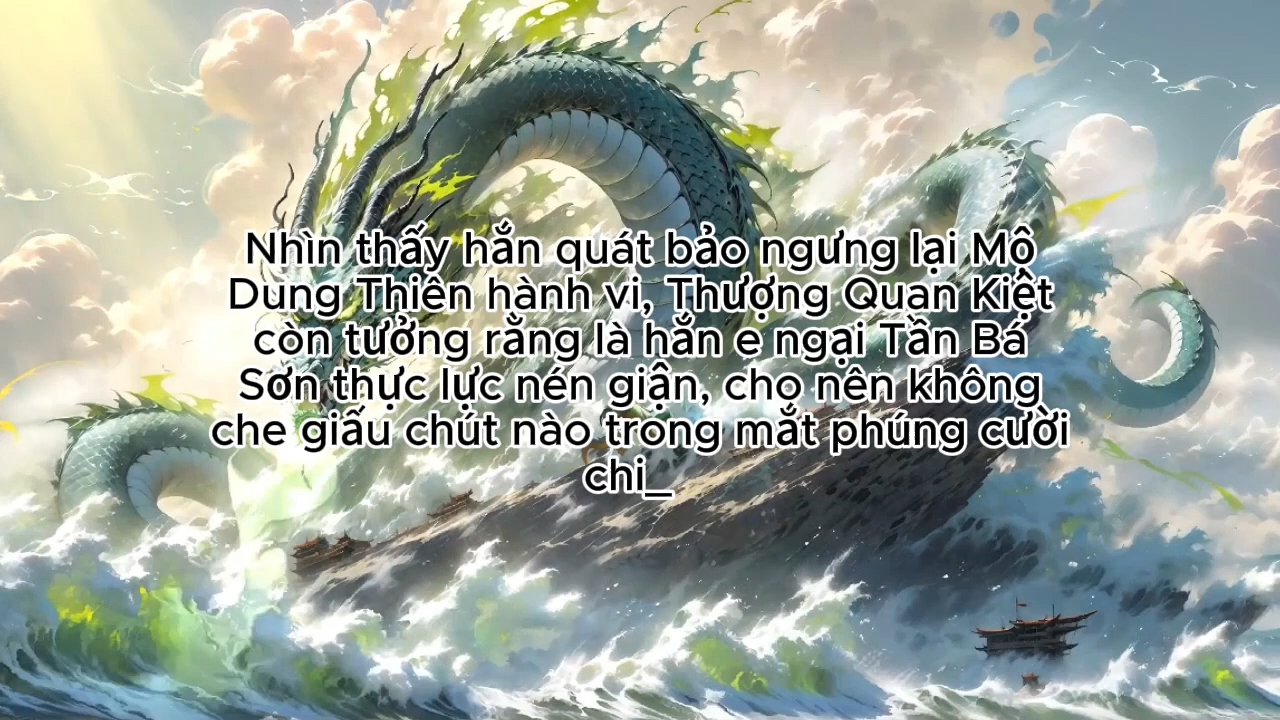 Nhìn thấy hắn quát bảo ngưng lại Mộ
Dung Thiên hành vi, Thượng Quan Kiệt
còn tưởng rằng là hắn e ngại Tần Bá
Sơn thực lực nén giận, cho nên không
che giấu chút nào trong mắt phúng cười
chi_